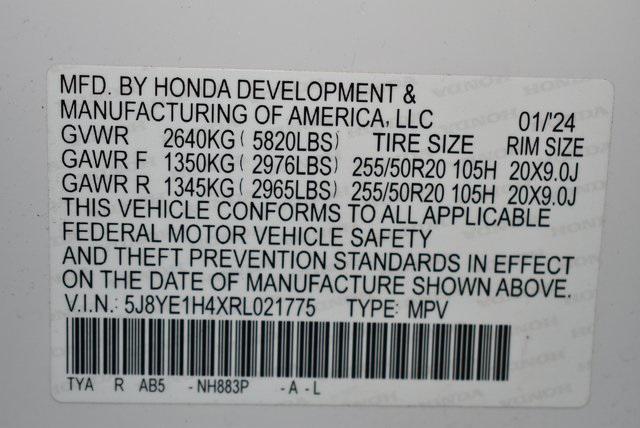 MFD. BY HONDA DEVELOPMENT &
MANUFACTURING OF AMERICA, LLC 01/'24
GVWR 2640KG ( 5820LBS) TIRE SIZE RIM SIZE
GAWR F 1350KG ( 2976LBS) 255/50R20 105H 20X9.0J
GAWR R 1345KG ( 2965LBS) 255/50R20 105H 20X9.0J
THIS VEHICLE CONFORMS TO ALL APPLICABLE
FEDERAL MOTOR VEHICLE SAFETY
AND THEFT PREVENTION STANDARDS IN EFFECT
ON THE DATE OF MANUFACTURE SHOWN ABOVE.
V.I.N.: 5J8YE1H4XRL021775 TYPE: MPV
TYA R AB5 -NH883P -A-L